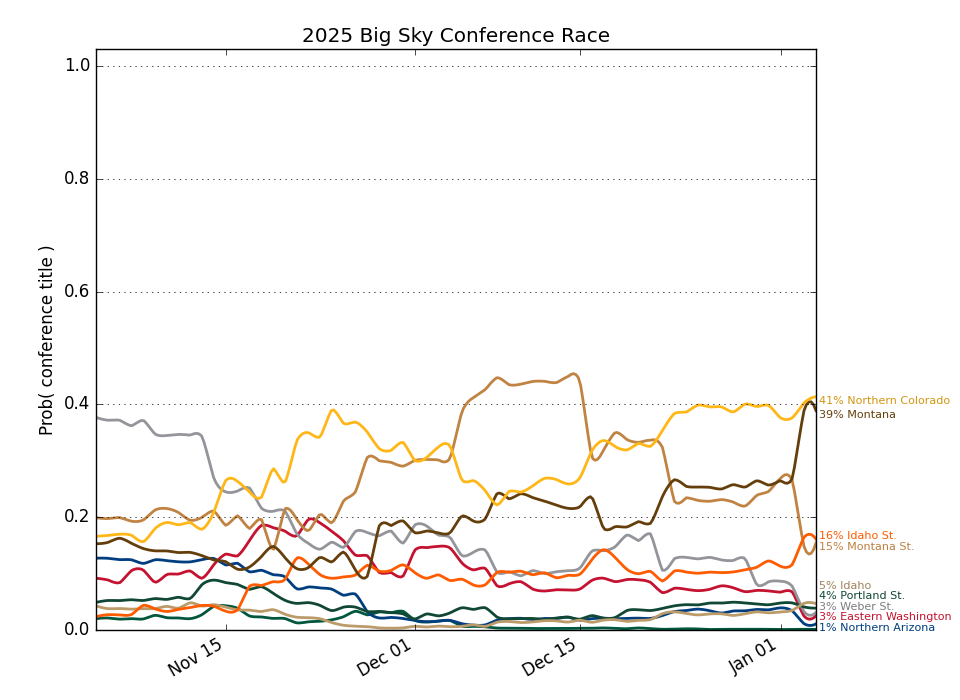 2025 Big Sky Conference Race
Prob( conference title )
1.0
0.8
0.6
0.4
0.2
0.0
Nov 15
Dec 01
Dec 15
Jan 01
41% Northern Colorado
39% Montana
16% Idaho St.
15% Montana St.
5% Idaho
4% Portland St.
3% Weber St.
3% Eastern Washington
1% Northern Arizona